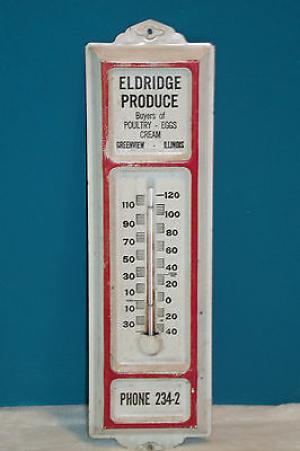 ELDRIDGE
PRODUCE
Buyers of
POULTRY - EGGS
CREAM
GREENVIEW - ILLINOIS
120
110
100
90
80
70
60
50
40
30
20
10
0
10
20
30
40
PHONE 234-2